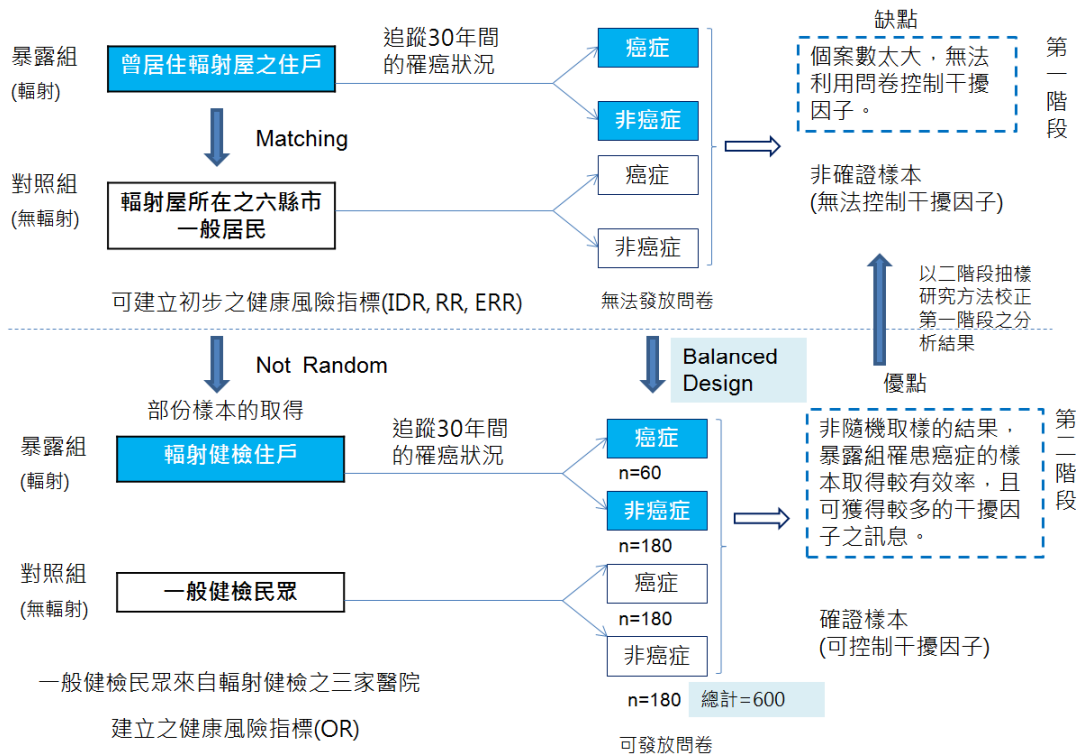 缺點
第一階段
暴露組
(輻射)
曾居住輻射屋之住戶
追蹤30年間
的罹癌狀況
癌症
非癌症
個案數太大，無法
利用問卷控制干擾
因子。
Matching
對照組
(無輻射)
輻射屋所在之六縣市
一般居民
癌症
非癌症
非確證樣本
(無法控制干擾因子)
可建立初步之健康風險指標(IDR, RR, ERR)
無法發放問卷
以二階段抽樣
研究方法校正
第一階段之分
析結果
Not Random
Balanced
Design
優點
第二階段
部份樣本的取得
暴露組
(輻射)
輻射健檢住戶
追蹤30年間
的罹癌狀況
癌症
n=60
非癌症
n=180
非隨機取樣的結果，
暴露組罹患癌症的樣
本取得較有效率，且
可獲得較多的干擾因
子之訊息。
對照組
(無輻射)
一般健檢民眾
癌症
n=180
非癌症
n=180
總計=600
確證樣本
(可控制干擾因子)
一般健檢民眾來自輻射健檢之三家醫院
建立之健康風險指標(OR)
可發放問卷